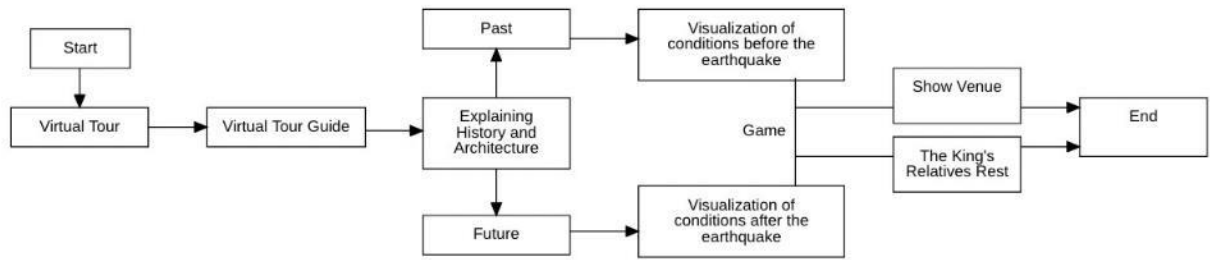 Start
Virtual Tour
Virtual Tour Guide
Explaining
History and
Architecture
Past
Future
Visualization of
conditions before the
earthquake
Visualization of
conditions after the
earthquake
Game
Show Venue
The King's
Relatives Rest
End